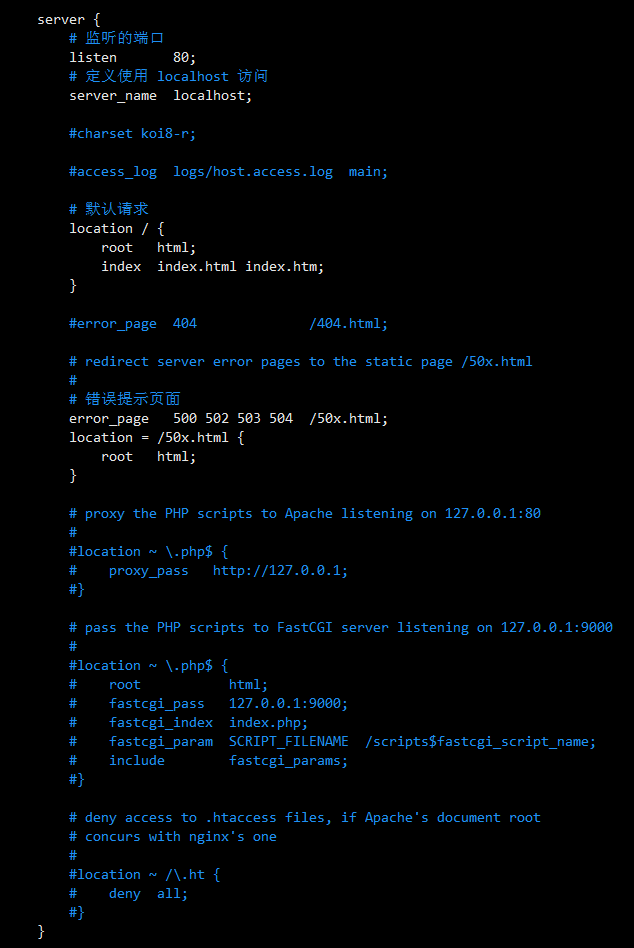 server {
    # 监听的端口
    listen       80;
    # 定义使用 localhost 访问
    server_name  localhost;

    #charset koi8-r;

    #access_log  logs/host.access.log  main;

    # 默认请求
    location / {
        root   html;
        index  index.html index.htm;
    }

    #error_page  404              /404.html;

    # redirect server error pages to the static page /50x.html
    #
    # 错误提示页面
    error_page   500 502 503 504  /50x.html;
    location = /50x.html {
        root   html;
    }

    # proxy the PHP scripts to Apache listening on 127.0.0.1:80
    #
    #location ~ \.php$ {
    #    proxy_pass   http://127.0.0.1;
    #}

    # pass the PHP scripts to FastCGI server listening on 127.0.0.1:9000
    #
    #location ~ \.php$ {
    #    root           html;
    #    fastcgi_pass   127.0.0.1:9000;
    #    fastcgi_index  index.php;
    #    fastcgi_param  SCRIPT_FILENAME  /scripts$fastcgi_script_name;
    #    include        fastcgi_params;
    #}

    # deny access to .htaccess files, if Apache's document root
    # concurs with nginx's one
    #
    #location ~ /\.ht {
    #    deny  all;
    #}
}